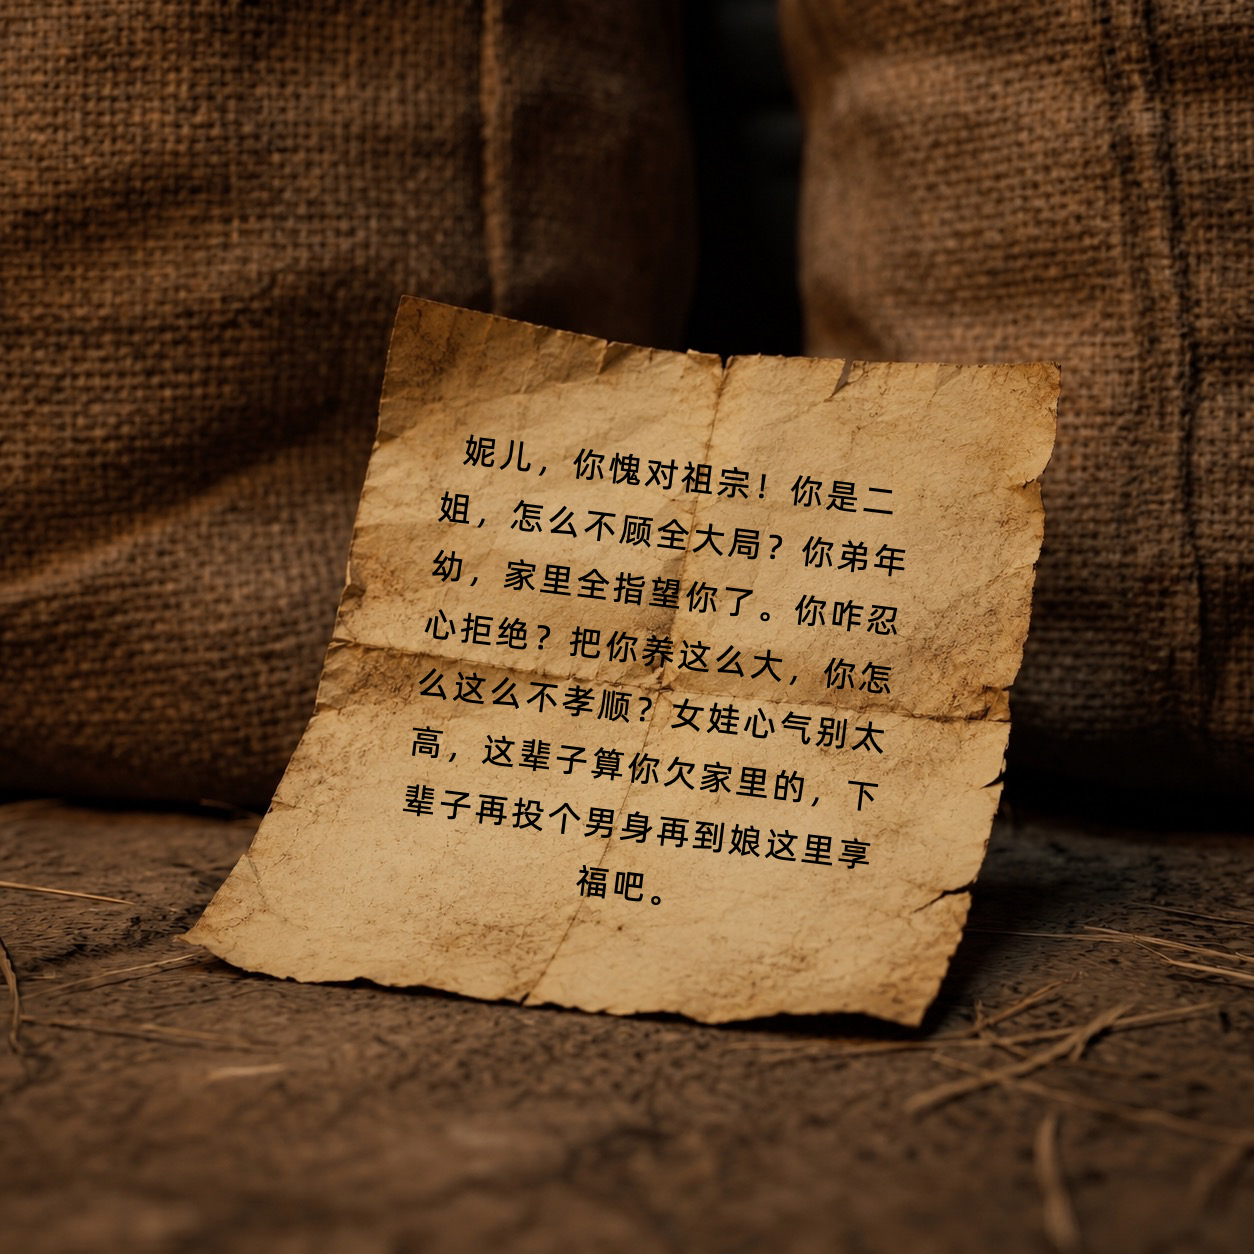 妮儿，你愧对祖宗！你是二
姐，怎么不顾全大局？你弟年
幼，家里全指望你了。你咋忍
心拒绝？把你养这么大，你怎
么这么不孝顺？女娃心气别太
高，这辈子算你欠家里的，下
辈子再投个男身再到娘这里享
福吧。